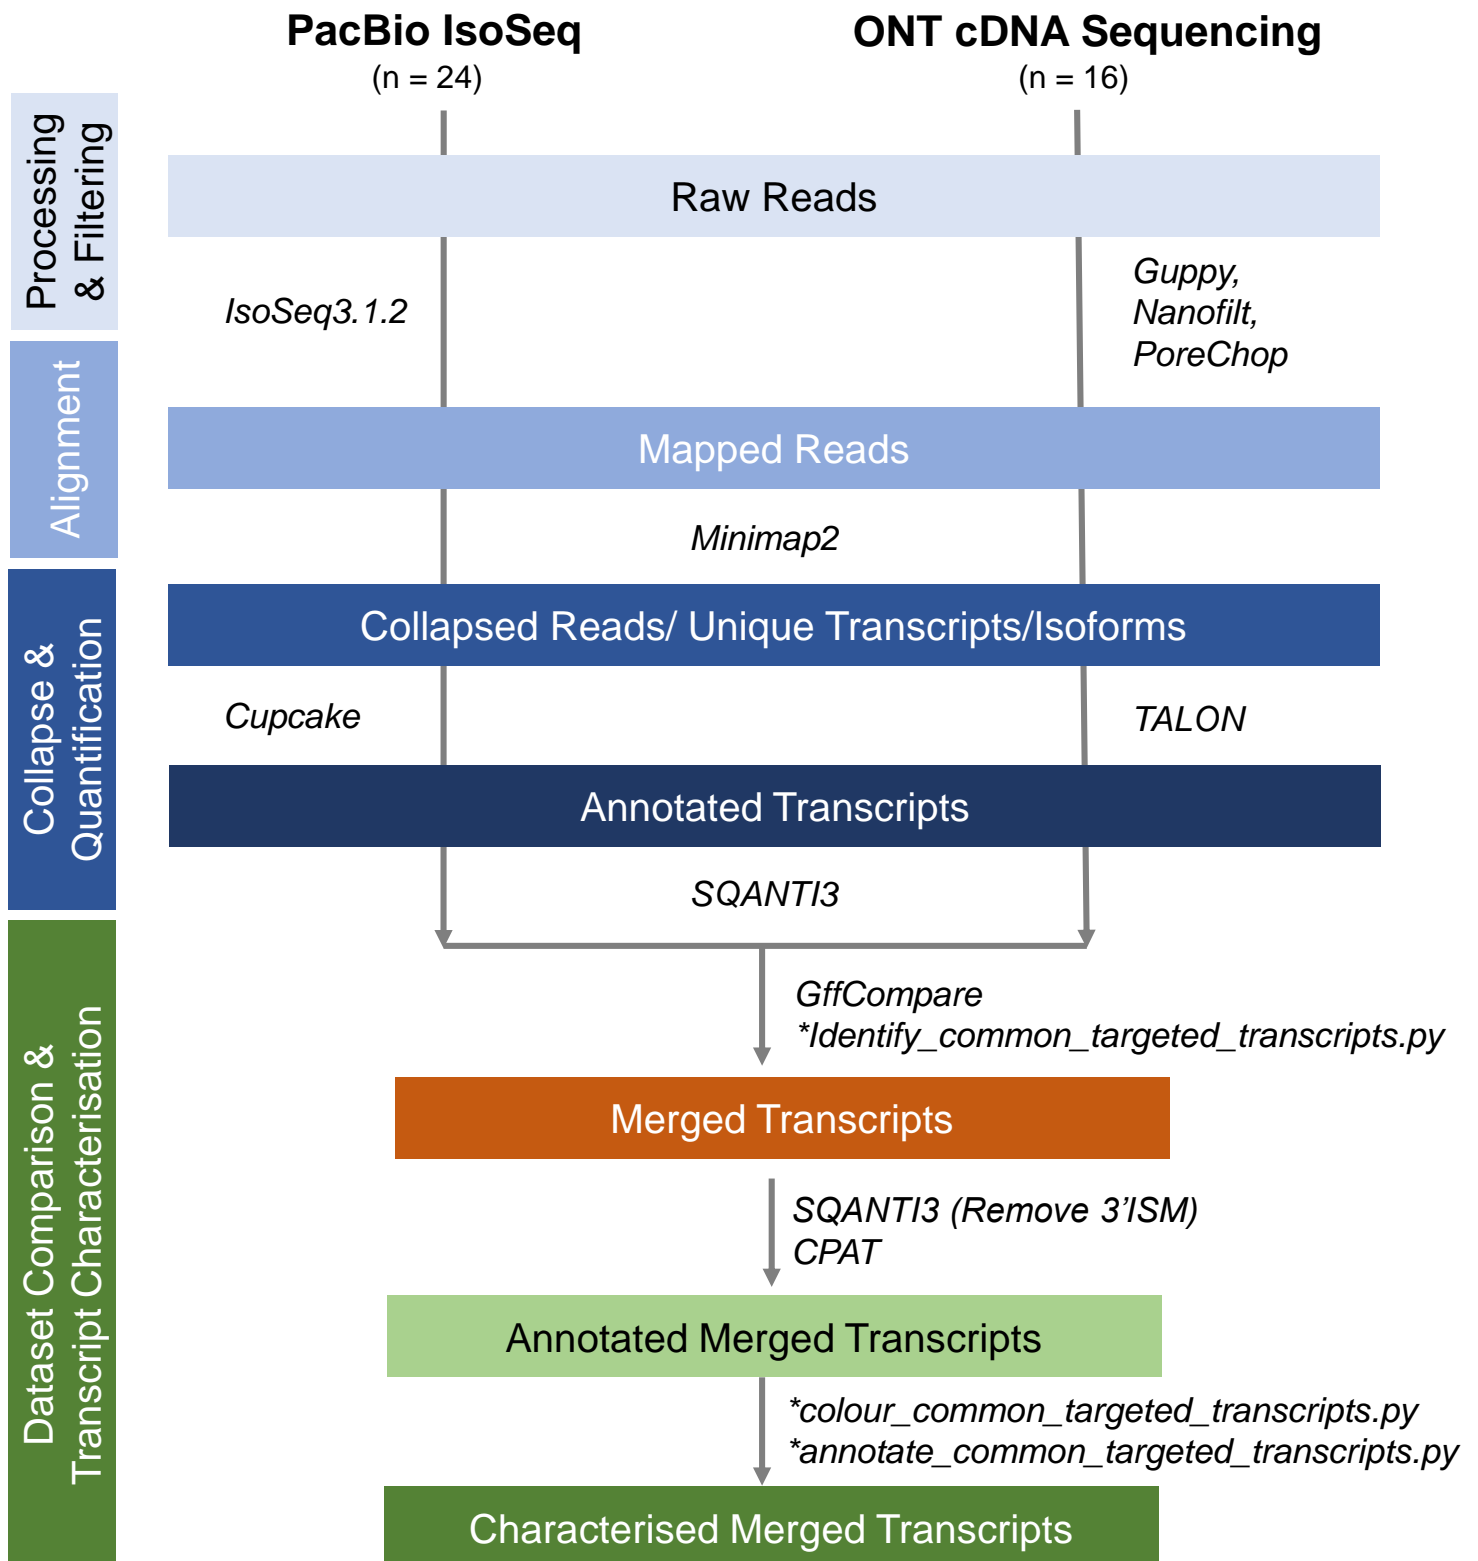 PacBio IsoSeq
(n = 24)
ONT cDNA Sequencing
(n = 16)
Processing
& Filtering
Raw Reads
IsoSeq3.1.2
Guppy,
Nanofilt,
PoreChop
Alignment
Mapped Reads
Minimap2
Collapse &
Quantification
Collapsed Reads/ Unique Transcripts/Isoforms
Cupcake
TALON
Annotated Transcripts
SQANTI3
Dataset Comparison &
Transcript Characterisation
GffCompare
*Identify_common_targeted_transcripts.py
Merged Transcripts
SQANTI3 (Remove 3’ISM)
CPAT
Annotated Merged Transcripts
*colour_common_targeted_transcripts.py
*annotate_common_targeted_transcripts.py
Characterised Merged Transcripts